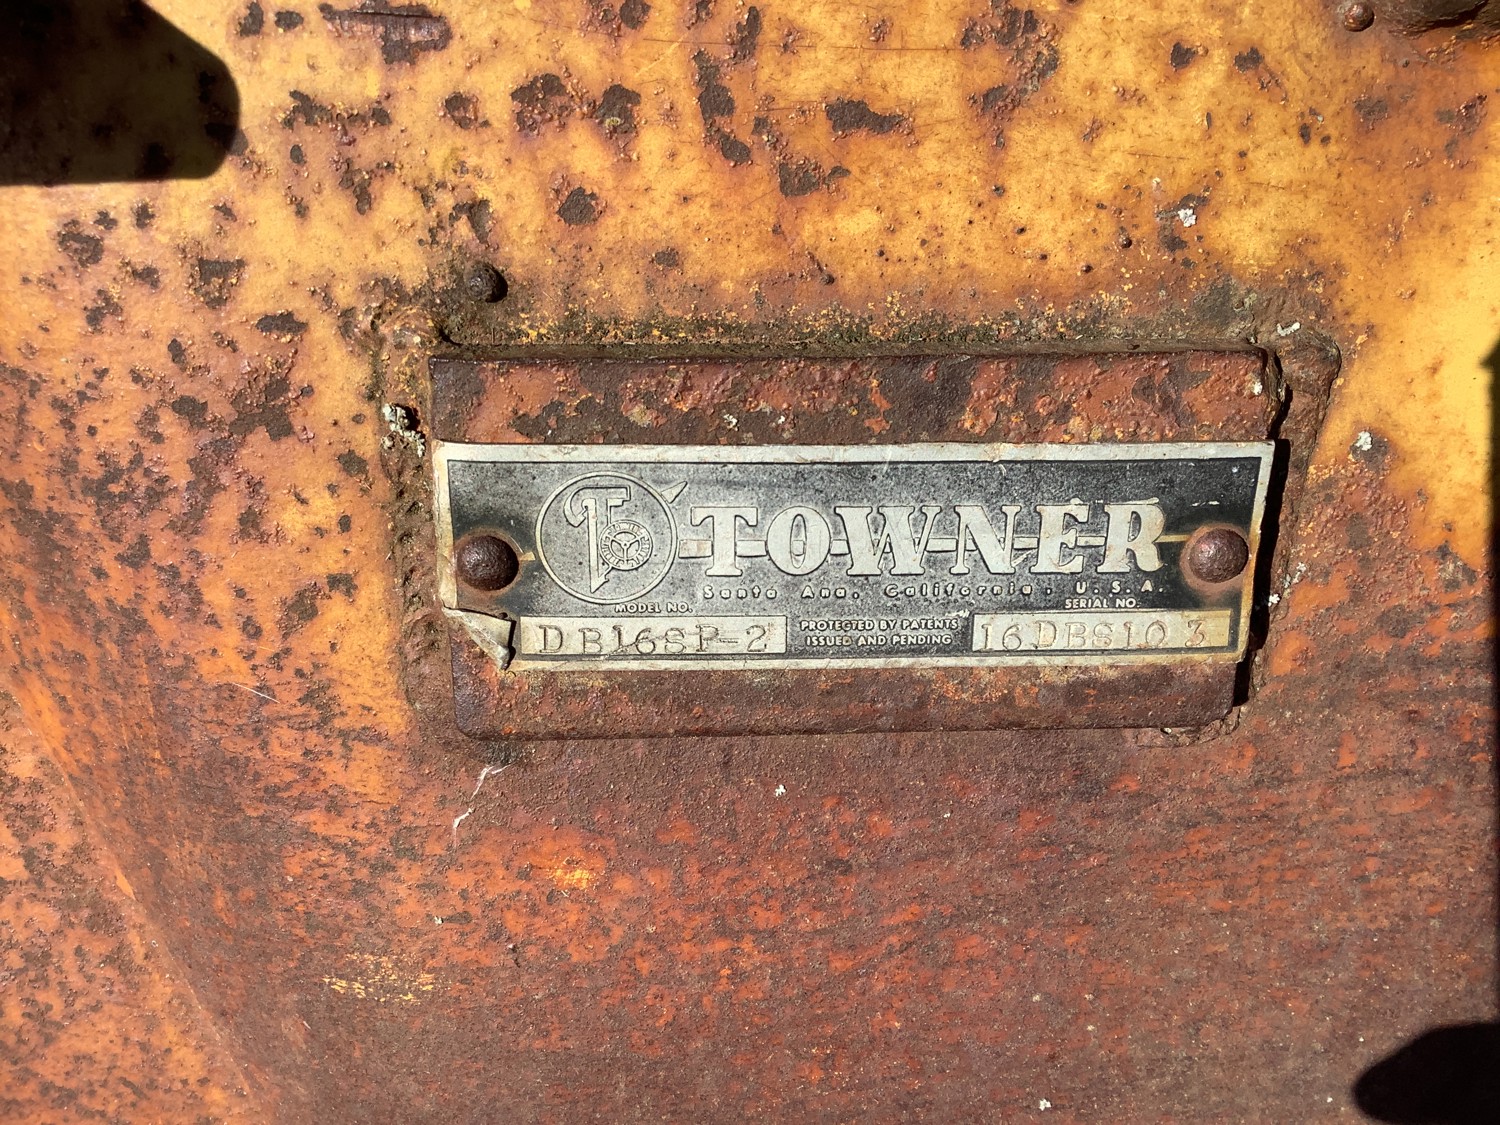 TOWNER
Santa Ana, California, U.S.A.
MODEL NO.
SERIAL NO.
DB16SP-2
PROTECTED BY PATENTS
ISSUED AND PENDING
16DBS103